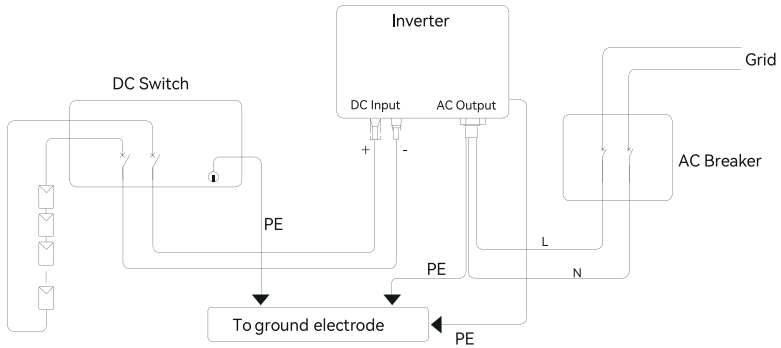 Inverter
Grid
DC Switch
DC Input
AC Output
+
-
AC Breaker
PE
L
PE
N
To ground electrode
PE